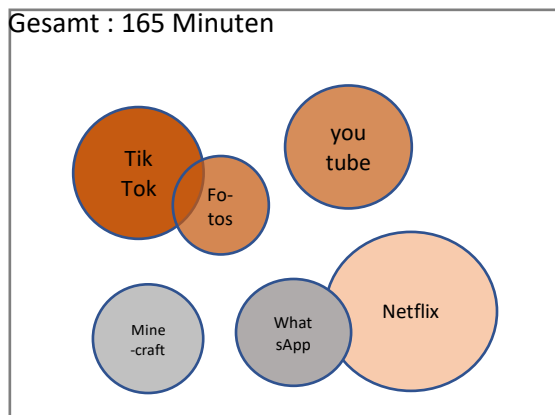 Gesamt : 165 Minuten
Tik
Tok
you
tube
Fo-
tos
Mine
-craft
What
sApp
Netflix